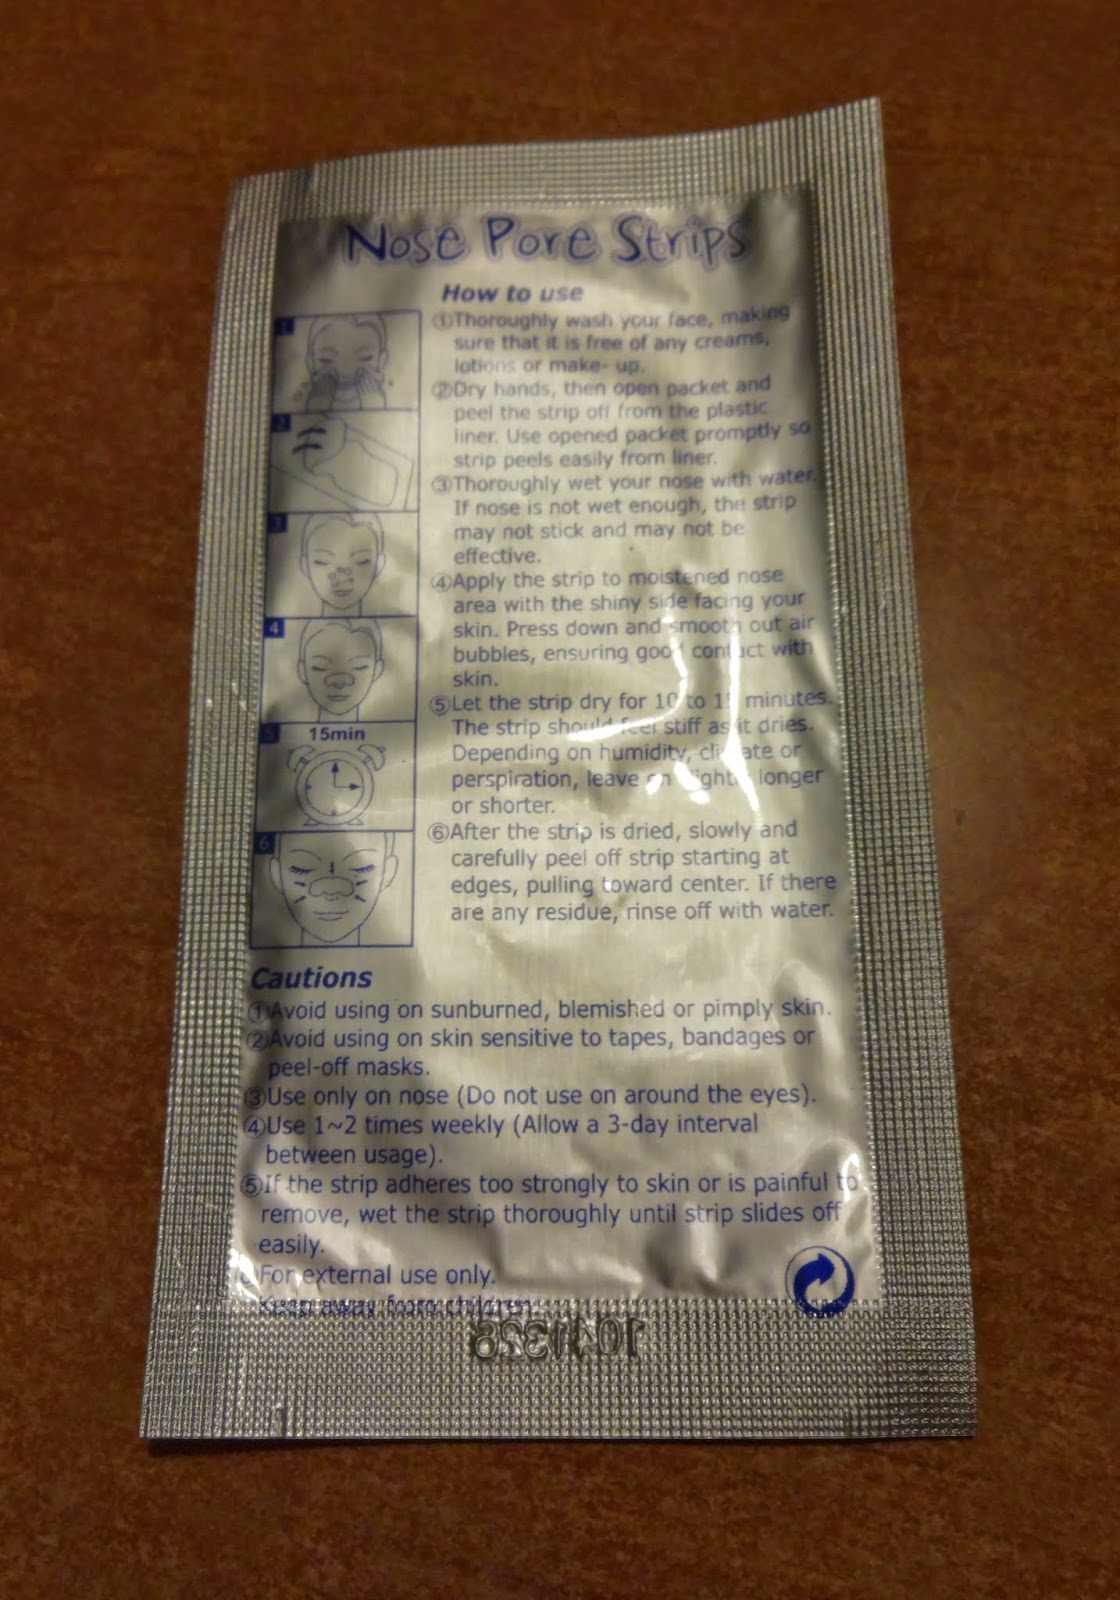 Nose Pore Strips
How to use
1
2
3
4
5
15min
6
①Thoroughly wash your face, making
sure that it is free of any creams,
lotions or make- up.
②Dry hands, then open packet and
peel the strip off from the plastic
liner. Use opened packet promptly so
strip peels easily from liner.
③Thoroughly wet your nose with water.
If nose is not wet enough, the strip
may not stick and may not be
effective.
④Apply the strip to moistened nose
area with the shiny side facing your
skin. Press down and smooth out air
bubbles, ensuring good contact with
skin.
⑤Let the strip dry for 10 to 15 minutes.
The strip should feel stiff as it dries.
Depending on humidity, climate or
perspiration, leave on slightly longer
or shorter.
⑥After the strip is dried, slowly and
carefully peel off strip starting at
edges, pulling toward center. If there
are any residue, rinse off with water.
Cautions
①Avoid using on sunburned, blemished or pimply skin.
②Avoid using on skin sensitive to tapes, bandages or
peel-off masks.
③Use only on nose (Do not use on around the eyes).
④Use 1~2 times weekly (Allow a 3-day interval
between usage).
⑤If the strip adheres too strongly to skin or is painful to
remove, wet the strip thoroughly until strip slides off
easily.
For external use only.
Keep away from children